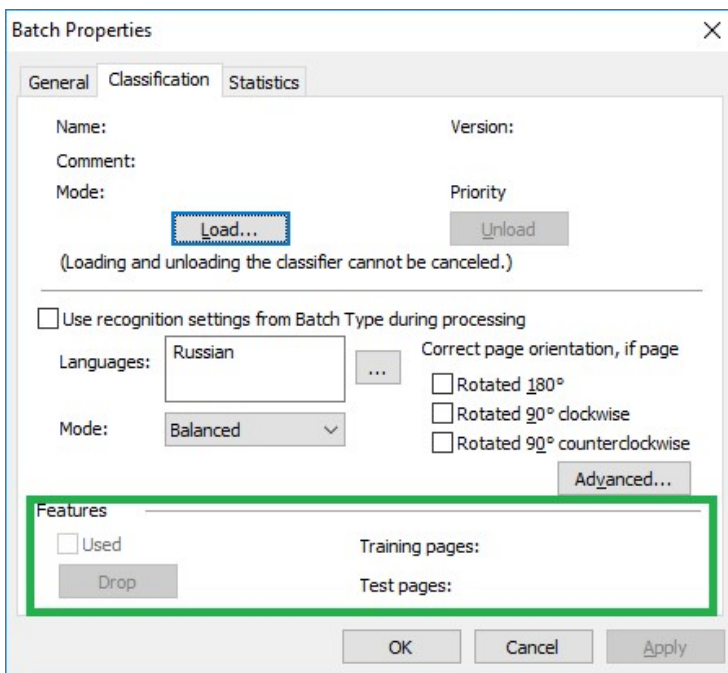 Batch Properties
General Classification Statistics
Name: Version:
Comment:
Mode: Priority
Load... Unload
(Loading and unloading the classifier cannot be canceled.)
Use recognition settings from Batch Type during processing
Languages: Russian ... Correct page orientation, if page
Rotated 180°
Rotated 90° clockwise
Mode: Balanced
Rotated 90° counterclockwise
Advanced...
Features
Used Training pages:
Drop Test pages:
OK Cancel Apply